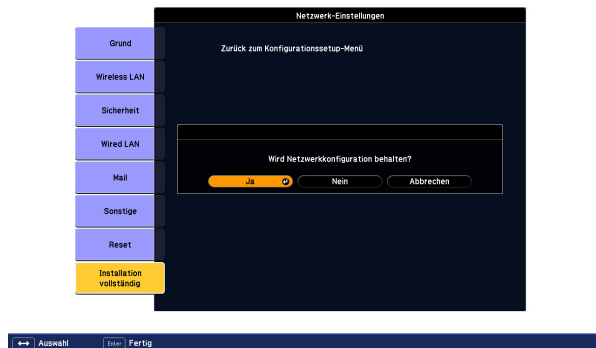 Netzwerk-Einstellungen
Grund
Zurück zum Konfigurationssetup-Menü
Wireless LAN
Sicherheit
Wired LAN
Wird Netzwerkkonfiguration behalten?
Mail
Ja
Nein
Abbrechen
Sonstige
Reset
Installation
vollständig
Auswahl
Enter Fertig